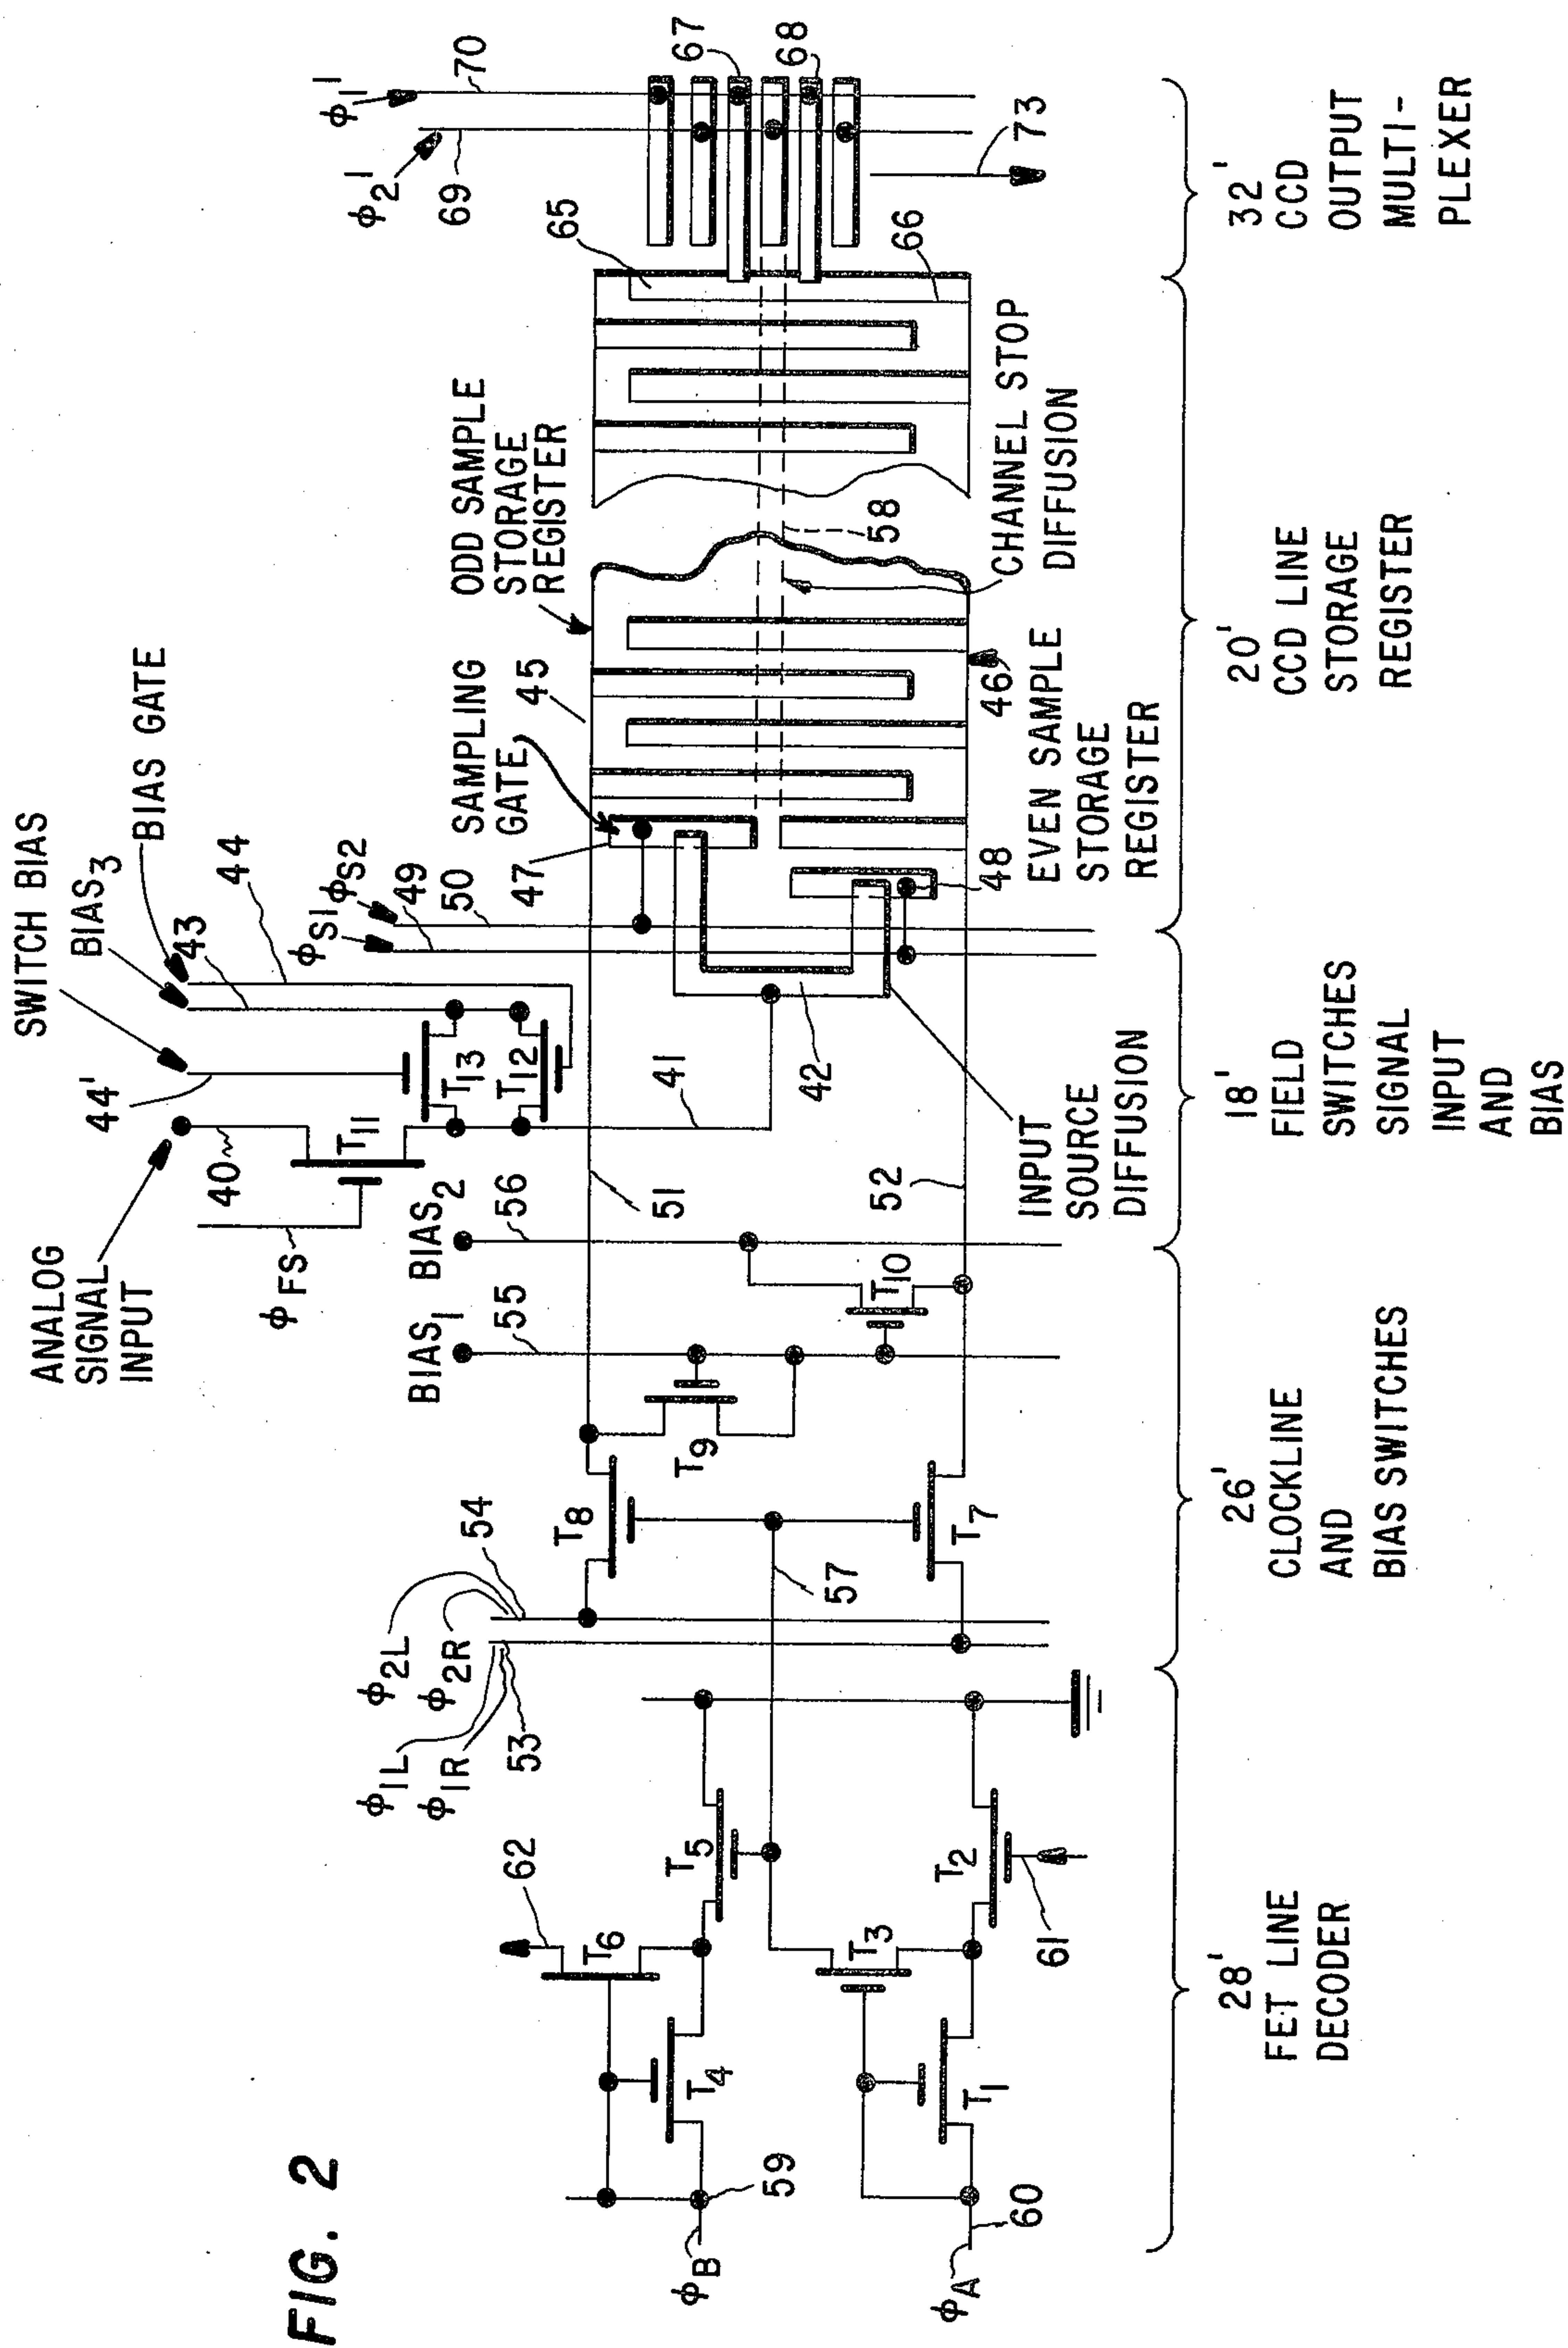 FIG. 2
ANALOG
SIGNAL
INPUT
SWITCH BIAS
BIAS3
BIAS GATE
44'
43
44
40
T11
T13
T12
ϕFS
ϕS1
ϕS2
49
50
41
42
BIAS1
BIAS2
55
56
51
52
SAMPLING
GATE
47
45
ODD SAMPLE
STORAGE
REGISTER
48
46
EVEN SAMPLE
STORAGE
REGISTER
INPUT
SOURCE
DIFFUSION
58
CHANNEL STOP
DIFFUSION
65
66
67
68
ϕ1'
ϕ2'
69
70
73
ϕ1L
ϕ1R
53
ϕ2L
ϕ2R
54
T8
T9
T10
T7
57
62
T6
T5
T4
T3
T2
T1
61
59
60
ϕB
ϕA
28'
FET LINE
DECODER
26'
CLOCKLINE
AND
BIAS SWITCHES
18'
FIELD
SWITCHES
SIGNAL
INPUT
AND
BIAS
20'
CCD LINE
STORAGE
REGISTER
32'
CCD
OUTPUT
MULTI-
PLEXER